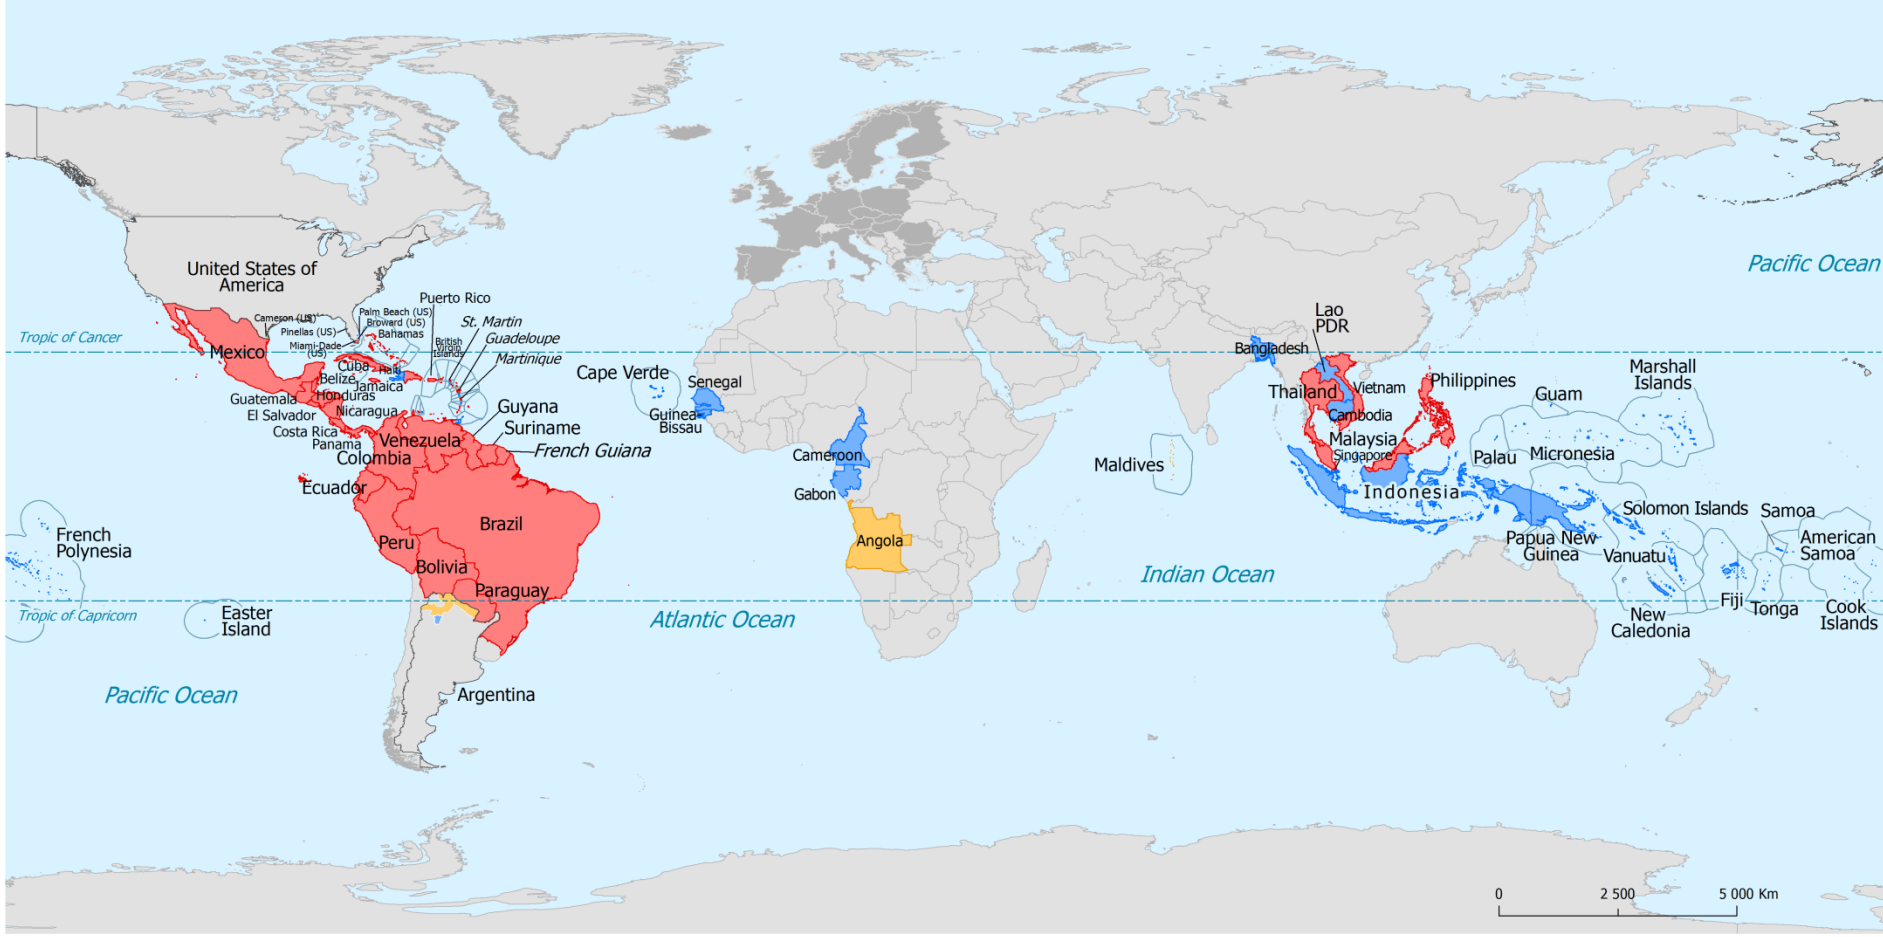 United States of
America
Pacific Ocean
Puerto Rico
Palm Beach (US)
Cameron (US)
Broward (US)
Pinellas (US)
Bahamas
Miami-Dade
(US)
St. Martin
British
Virgin
Islands
Guadeloupe
Martinique
Tropic of Cancer
Mexico
Cuba
Haiti
Belize
Jamaica
Honduras
Guatemala
El Salvador
Nicaragua
Costa Rica
Panama
Venezuela
Colombia
Guyana
Suriname
French Guiana
Ecuador
Brazil
Peru
Bolivia
Paraguay
Argentina
Cape Verde
Senegal
Guinea
Bissau
Cameroon
Gabon
Angola
Maldives
Bangladesh
Lao
PDR
Thailand
Vietnam
Cambodia
Philippines
Malaysia
Singapore
Indonesia
Palau
Guam
Micronesia
Marshall
Islands
Papua New
Guinea
Solomon Islands
Vanuatu
Samoa
American
Samoa
Fiji
Tonga
Cook
Islands
New
Caledonia
French
Polynesia
Easter
Island
Tropic of Capricorn
Atlantic Ocean
Indian Ocean
Pacific Ocean
0 2 500 5 000 Km